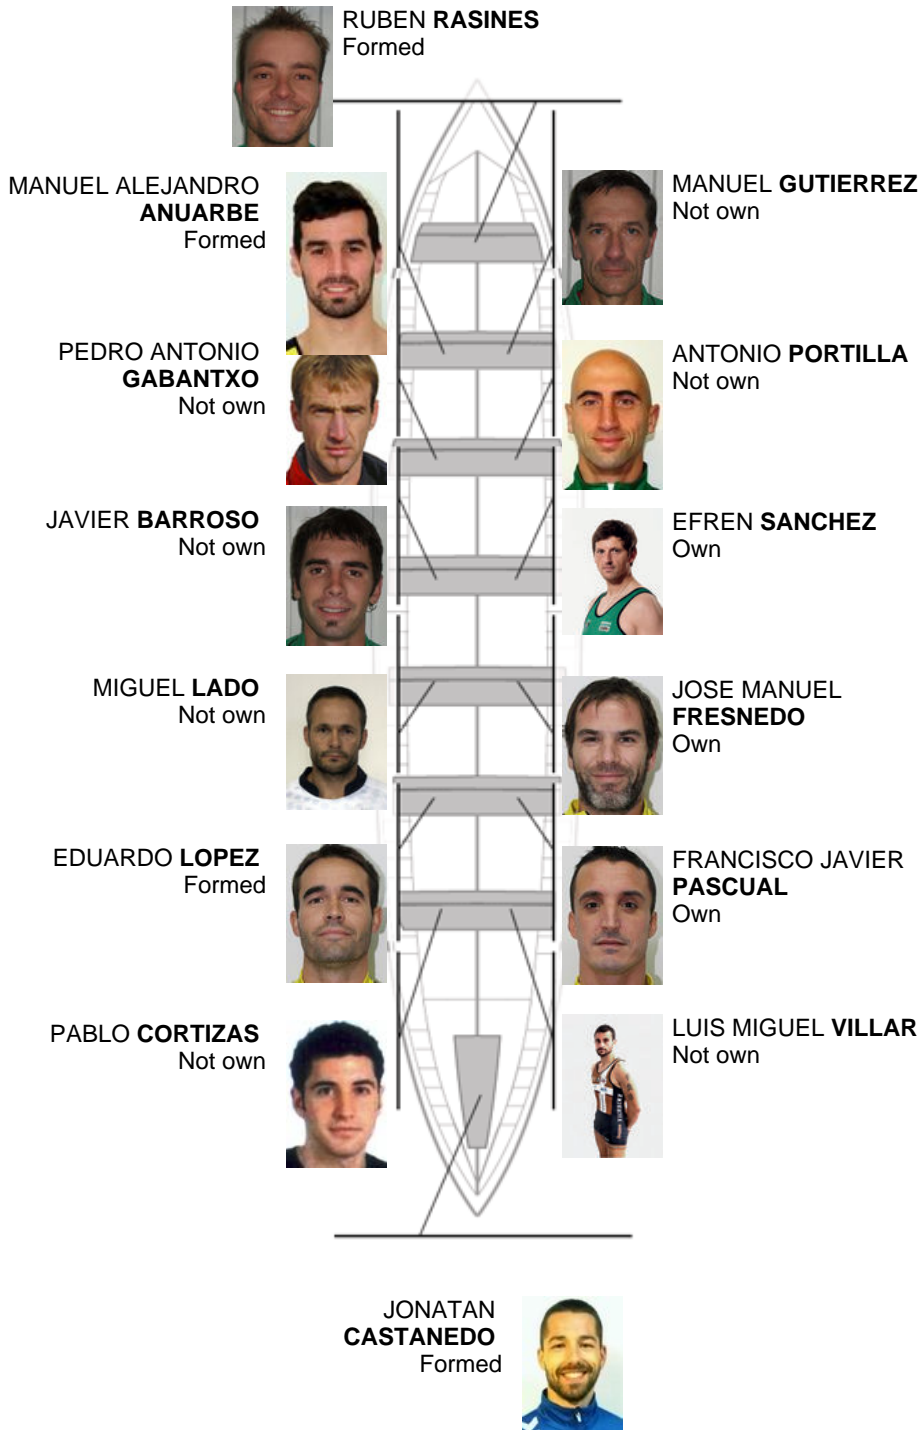 RUBEN RASINES
Formed
MANUEL ALEJANDRO
ANUARBE
Formed
MANUEL GUTIERREZ
Not own
PEDRO ANTONIO
GABANTXO
Not own
ANTONIO PORTILLA
Not own
JAVIER BARROSO
Not own
EFREN SANCHEZ
Own
MIGUEL LADO
Not own
JOSE MANUEL
FRESNEDO
Own
EDUARDO LOPEZ
Formed
FRANCISCO JAVIER
PASCUAL
Own
PABLO CORTIZAS
Not own
LUIS MIGUEL VILLAR
Not own
JONATAN
CASTANEDO
Formed